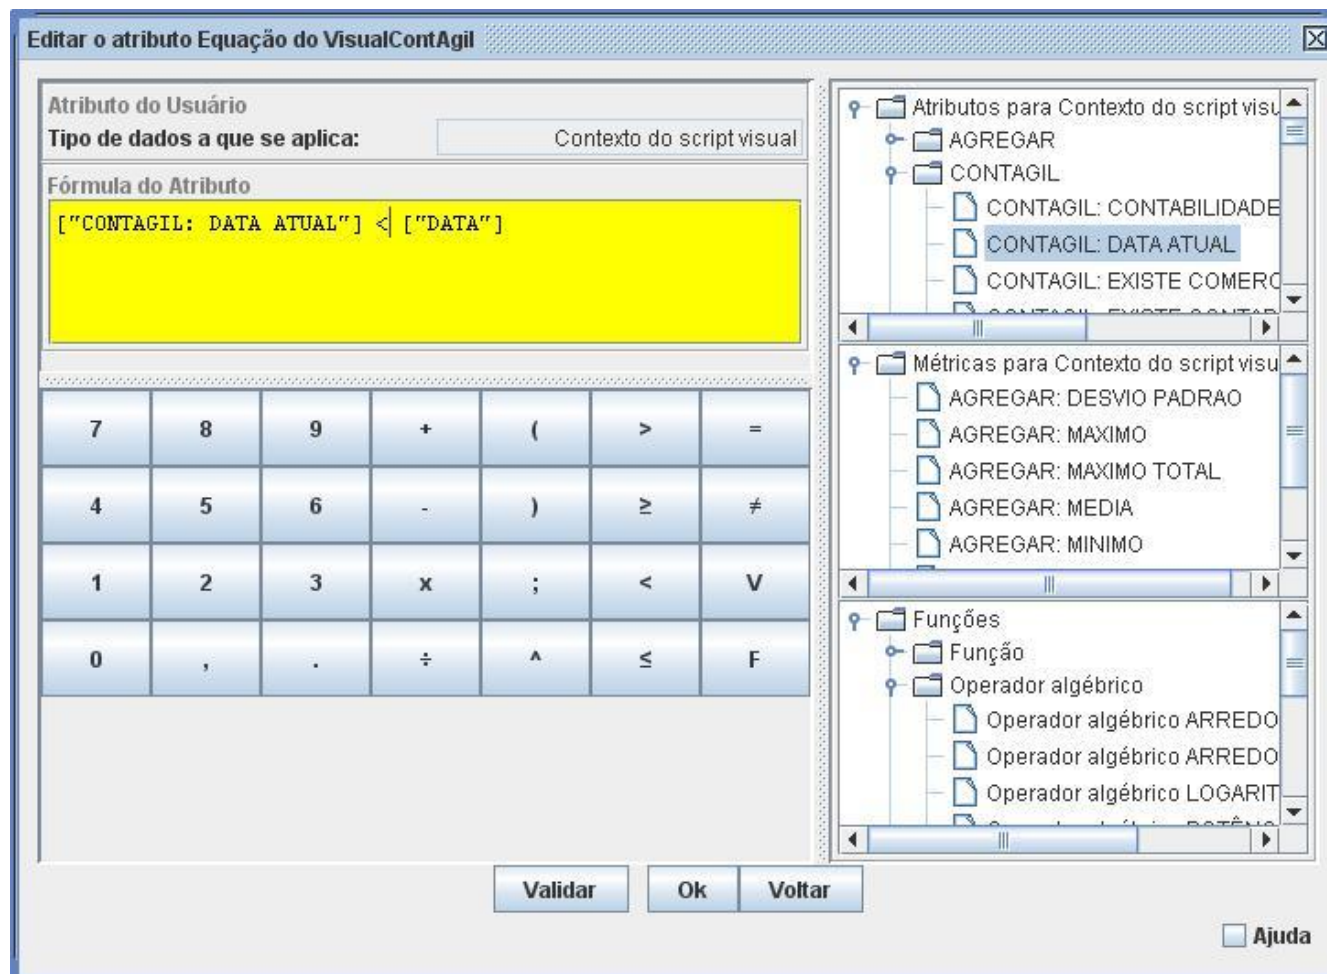 Editar o atributo Equação do VisualContAgil
Atributo do Usuário
Tipo de dados a que se aplica: Contexto do script visual
Fórmula do Atributo
["CONTAGIL: DATA ATUAL"] < ["DATA"]
7 8 9 + ( > =
4 5 6 - ) ≥ ≠
1 2 3 x ; < V
0 , . ÷ ^ ≤ F
Atributos para Contexto do script visu
AGREGAR
CONTAGIL
CONTAGIL: CONTABILIDADE
CONTAGIL: DATA ATUAL
CONTAGIL: EXISTE COMERC
Métricas para Contexto do script visu
AGREGAR: DESVIO PADRAO
AGREGAR: MAXIMO
AGREGAR: MAXIMO TOTAL
AGREGAR: MEDIA
AGREGAR: MINIMO
Funções
Função
Operador algébrico
Operador algébrico ARREDO
Operador algébrico ARREDO
Operador algébrico LOGARIT
Validar Ok Voltar
Ajuda